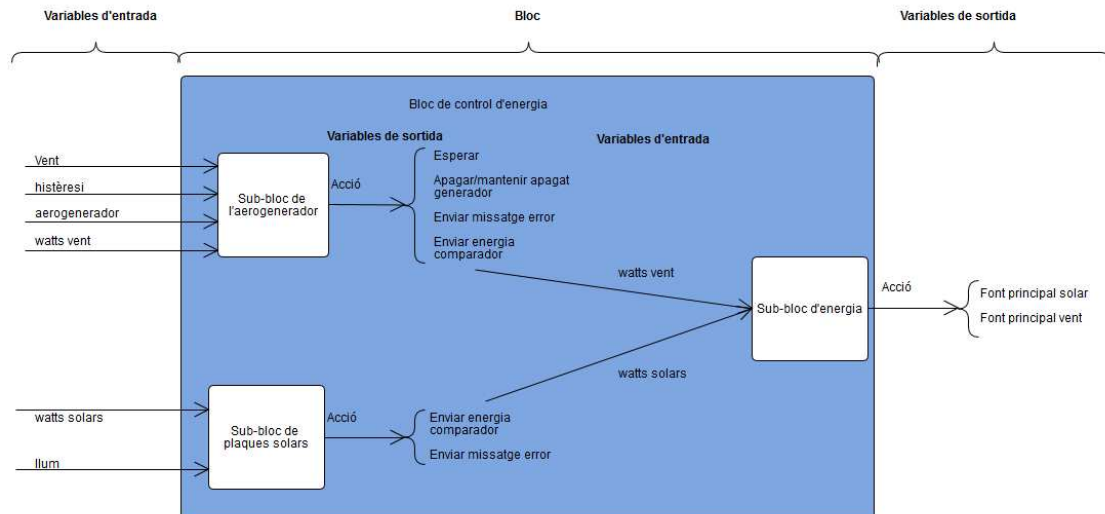 Variables d'entrada
Bloc
Variables de sortida
Bloc de control d'energia
Variables de sortida
Variables d'entrada
Vent
histèresi
aerogenerador
watts vent
Sub-bloc de
l'aerogenerador
Acció
Esperar
Apagar/mantenir apagat
generador
Enviar missatge error
Enviar energia
comparador
watts vent
Sub-bloc d'energia
Acció
Font principal solar
Font principal vent
watts solars
watts solars
llum
Sub-bloc de
plaques solars
Acció
Enviar energia
comparador
Enviar missatge error